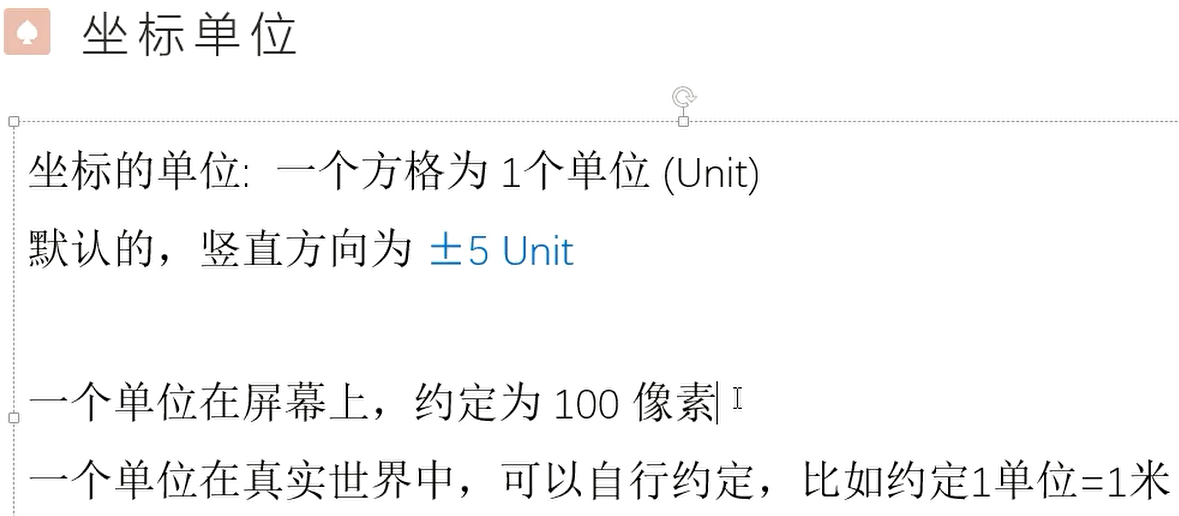 坐标单位
坐标的单位: 一个方格为 1个单位 (Unit)
默认的，竖直方向为 ±5 Unit
一个单位在屏幕上，约定为 100 像素
一个单位在真实世界中，可以自行约定，比如约定1单位=1米